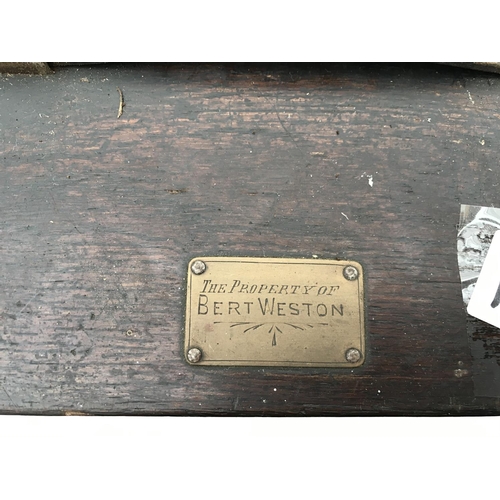 THE PROPERTY OF
BERT WESTON